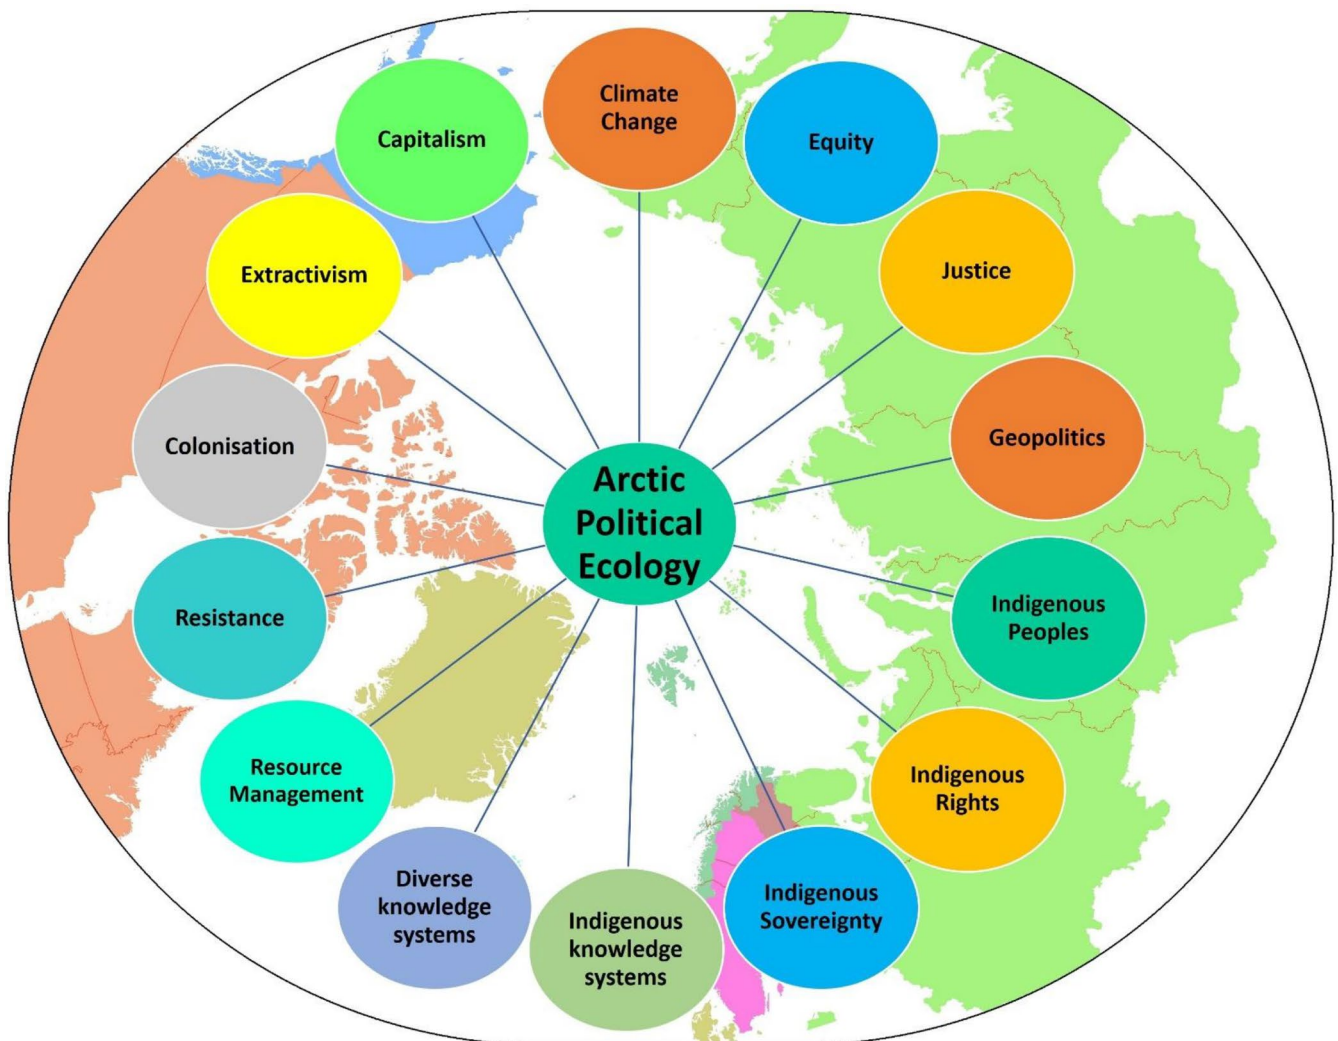 Climate
Change
Equity
Justice
Geopolitics
Indigenous
Peoples
Indigenous
Rights
Indigenous
Sovereignty
Indigenous
knowledge
systems
Diverse
knowledge
systems
Resource
Management
Resistance
Colonisation
Extractivism
Capitalism
Arctic
Political
Ecology